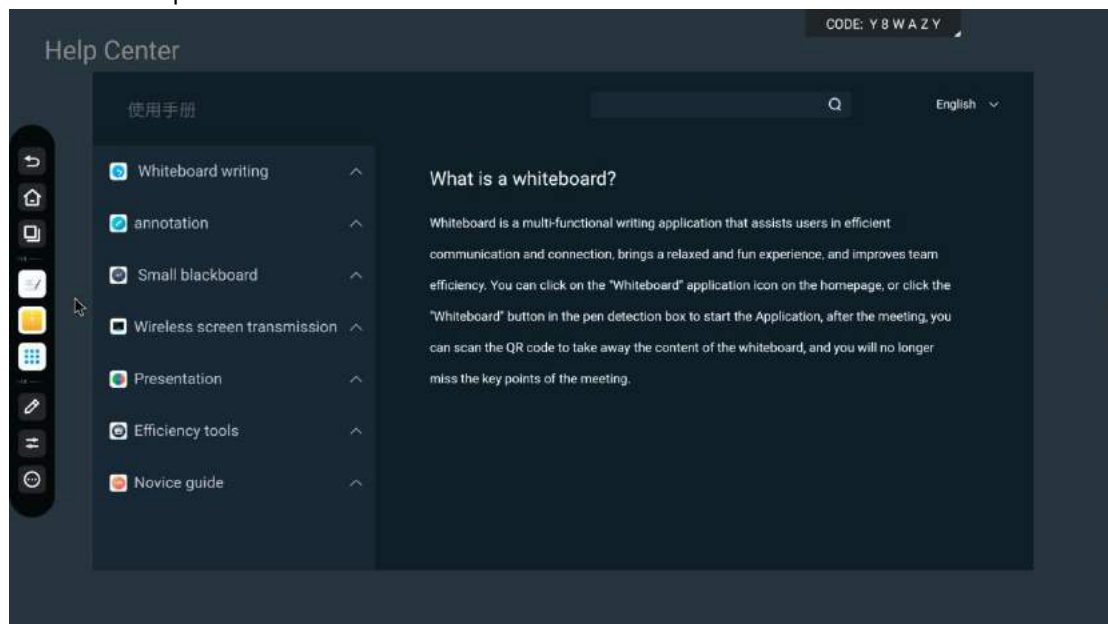 CODE: Y 8 W A Z Y
Help Center
使用手册
English
Whiteboard writing
annotation
Small blackboard
Wireless screen transmission
Presentation
Efficiency tools
Novice guide
What is a whiteboard?
Whiteboard is a multi-functional writing application that assists users in efficient
communication and connection, brings a relaxed and fun experience, and improves team
efficiency. You can click on the "Whiteboard" application icon on the homepage, or click the
"Whiteboard" button in the pen detection box to start the Application, after the meeting, you
can scan the QR code to take away the content of the whiteboard, and you will no longer
miss the key points of the meeting.